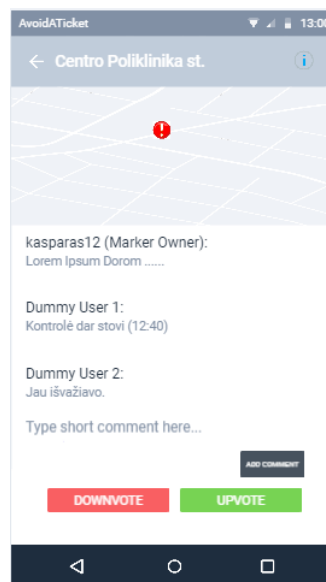 AvoidATicket 13:00
Centro Poliklinika st.
kasparas12 (Marker Owner):
Lorem Ipsum Dorom ......
Dummy User 1:
Kontrolė dar stovi (12:40)
Dummy User 2:
Jau išvažiavo.
Type short comment here...
ADD COMMENT
DOWNVOTE UPVOTE